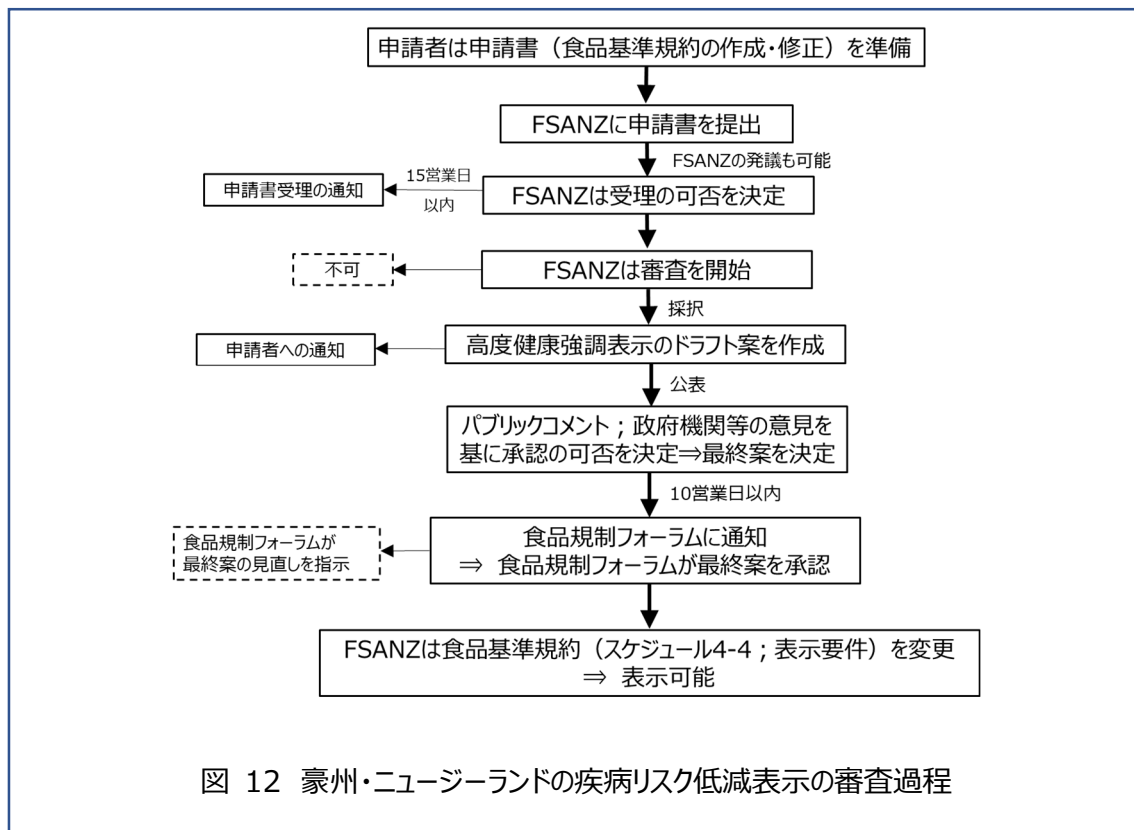 申請者は申請書（食品基準規約の作成・修正）を準備
FSANZに申請書を提出
FSANZの発議も可能
申請書受理の通知
15営業日
以内
FSANZは受理の可否を決定
不可
FSANZは審査を開始
採択
申請者への通知
高度健康強調表示のドラフト案を作成
公表
パブリックコメント；政府機関等の意見を
基に承認の可否を決定⇒最終案を決定
10営業日以内
食品規制フォーラムが
最終案の見直しを指示
食品規制フォーラムに通知
⇒ 食品規制フォーラムが最終案を承認
FSANZは食品基準規約（スケジュール4-4；表示要件）を変更
⇒ 表示可能
図 12 豪州・ニュージーランドの疾病リスク低減表示の審査過程